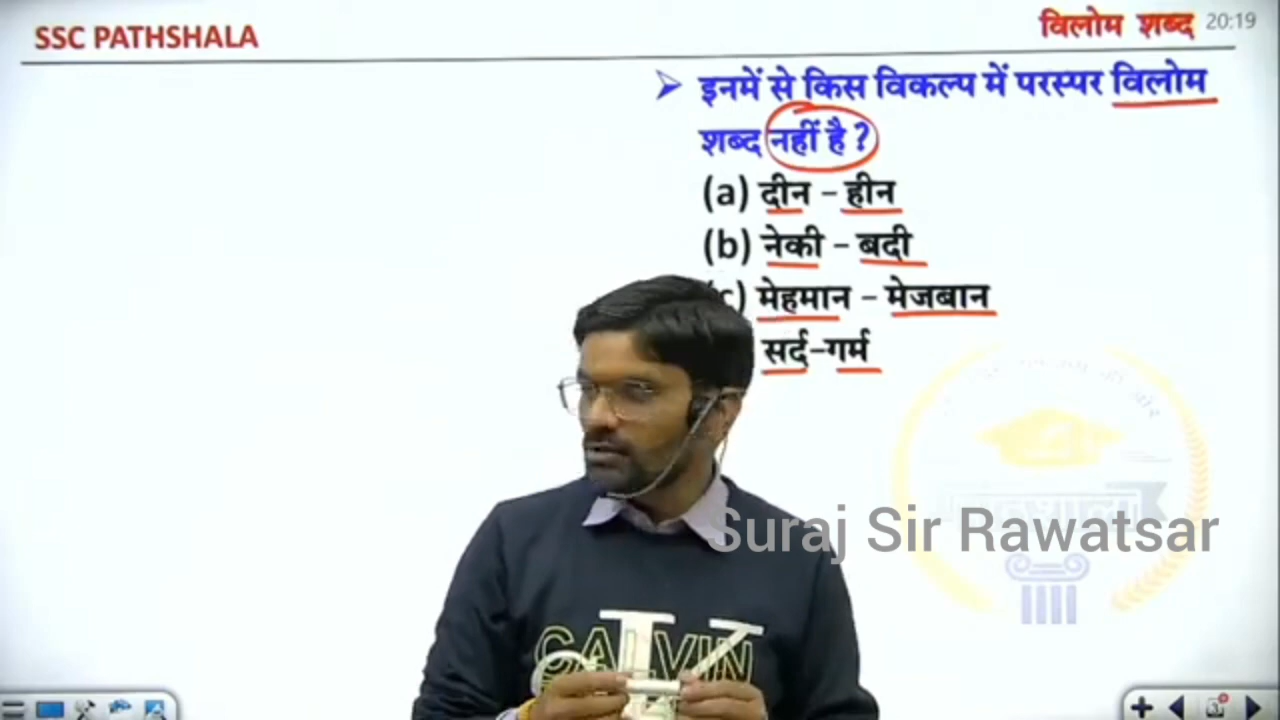 SSC PATHSHALA
विलोम शब्द 20:19
➢ इनमें से किस विकल्प में परस्पर विलोम
शब्द नहीं है ?
(a) दीन – हीन
(b) नेकी – बदी
c) मेहमान – मेजबान
सर्द–गर्म
Suraj Sir Rawatsar
CALVIN